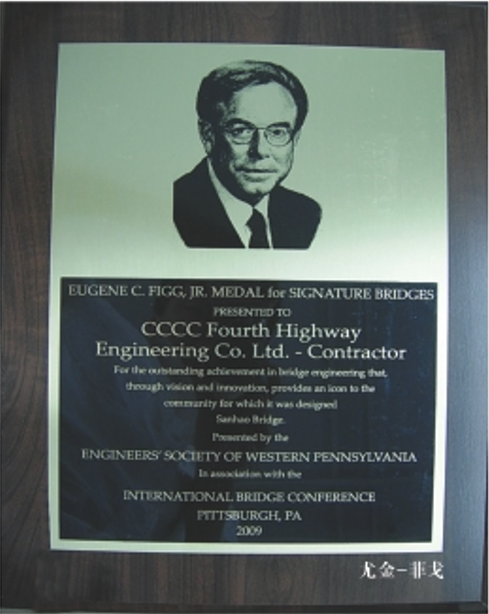 EUGENE C. FIGG, JR. MEDAL for SIGNATURE BRIDGES
PRESENTED TO
CCCC Fourth Highway
Engineering Co. Ltd. - Contractor
For the outstanding achievement in bridge engineering that,
through vision and innovation, provides an icon to the
community for which it was designed
Sanhao Bridge.
Presented by the
ENGINEERS' SOCIETY OF WESTERN PENNSYLVANIA
In association with the
INTERNATIONAL BRIDGE CONFERENCE
PITTSBURGH, PA
2009
尤金-菲戈